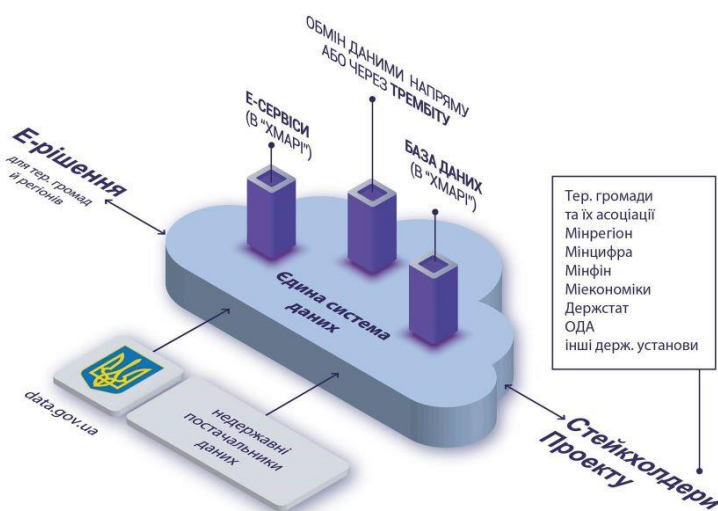 ОБМІН ДАНИМИ НАПРЯМУ
АБО ЧЕРЕЗ ТРЕМБІТУ
Е-СЕРВІСИ
(В "ХМАРІ")
БАЗА ДАНИХ
(В "ХМАРІ")
Е-рішення
для тер. громад
й регіонів
Єдина система
даних
Тер. громади
та їх асоціації
Мінрегіон
Мінцифра
Мінфін
Міекономіки
Держстат
ОДА
інші держ. установи
data.gov.ua
недержавні
постачальники
даних
Стейкхолдери
Проекту